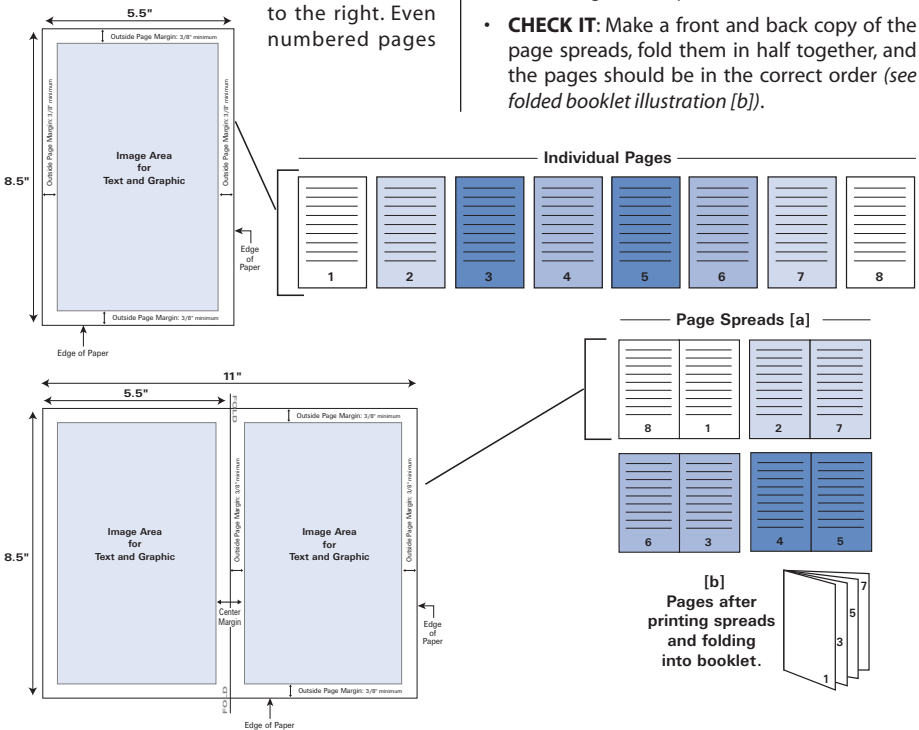 to the right. Even
numbered pages
• CHECK IT: Make a front and back copy of the
page spreads, fold them in half together, and
the pages should be in the correct order (see
folded booklet illustration [b]).
5.5"
Outside Page Margin: 3/8" minimum
Outside Page Margin: 3/8" minimum
Outside Page Margin: 3/8" minimum
8.5"
Image Area
for
Text and Graphic
Edge
of
Paper
Outside Page Margin: 3/8" minimum
Edge of Paper
Individual Pages
1 2 3 4 5 6 7 8
Page Spreads [a]
8 1 2 7
6 3 4 5
11"
5.5"
FOLD
Outside Page Margin: 3/8" minimum
Outside Page Margin: 3/8" minimum
Outside Page Margin: 3/8" minimum
8.5"
Image Area
for
Text and Graphic
Image Area
for
Text and Graphic
Center
Margin
Edge
of
Paper
FOLD
Outside Page Margin: 3/8" minimum
Edge of Paper
[b]
Pages after
printing spreads
and folding
into booklet.
7
5
3
1